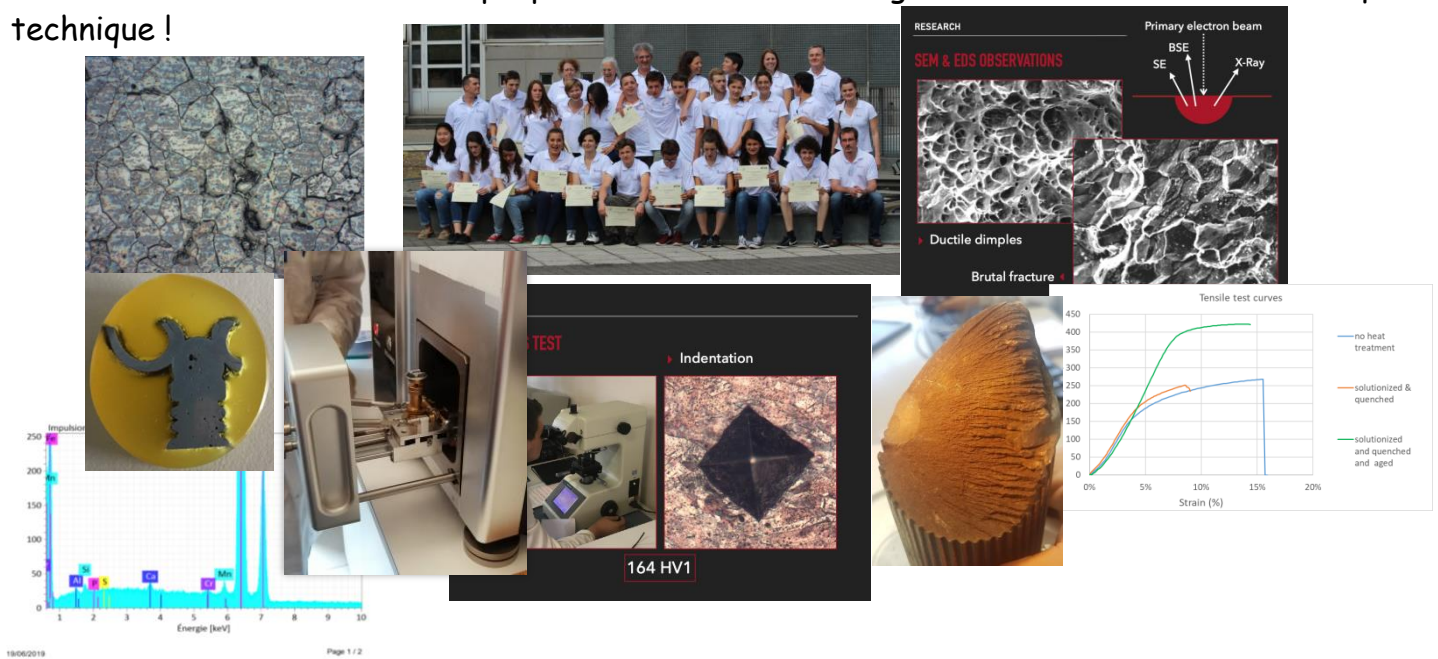 technique !
RESEARCH
SEM & EDS OBSERVATIONS
Primary electron beam
BSE
SE
X-Ray
Ductile dimples
Brutal fracture
TEST
Indentation
164 HV1
Tensile test curves
450
400
350
300
250
200
150
100
50
0
0%
5%
10%
15%
20%
Strain (%)
no heat
treatment
solutionized &
quenched
solutionized
and quenched
and aged
250
200
150
100
50
0
Mn
Al
Si
P
S
Ca
Cr
Mn
1
2
3
4
5
6
7
8
9
10
Énergie [keV]
19/06/2019
Page 1 / 2